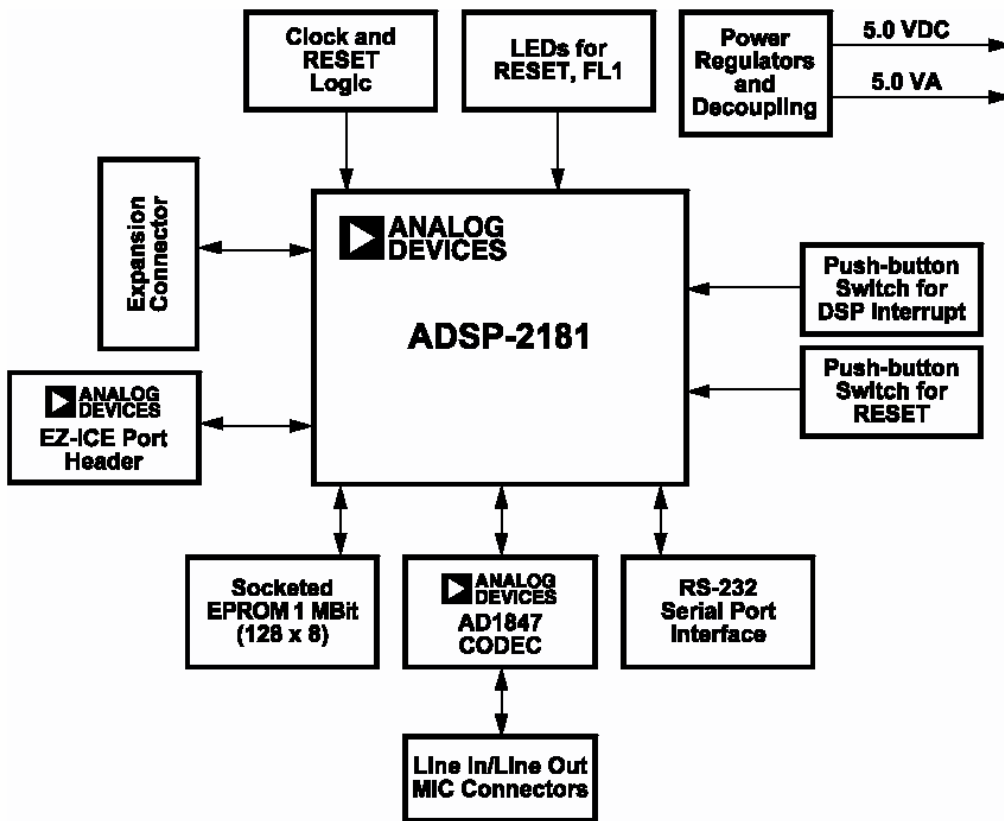 Clock and
RESET
Logic
LEDs for
RESET, FL1
Power
Regulators
and
Decoupling
5.0 VDC
5.0 VA
Expansion
Connector
ANALOG
DEVICES
ADSP-2181
Push-button
Switch for
DSP Interrupt
Push-button
Switch for
RESET
ANALOG
DEVICES
EZ-ICE Port
Header
Socketed
EPROM 1 MBit
(128 x 8)
ANALOG
DEVICES
AD1847
CODEC
RS-232
Serial Port
Interface
Line In/Line Out
MIC Connectors